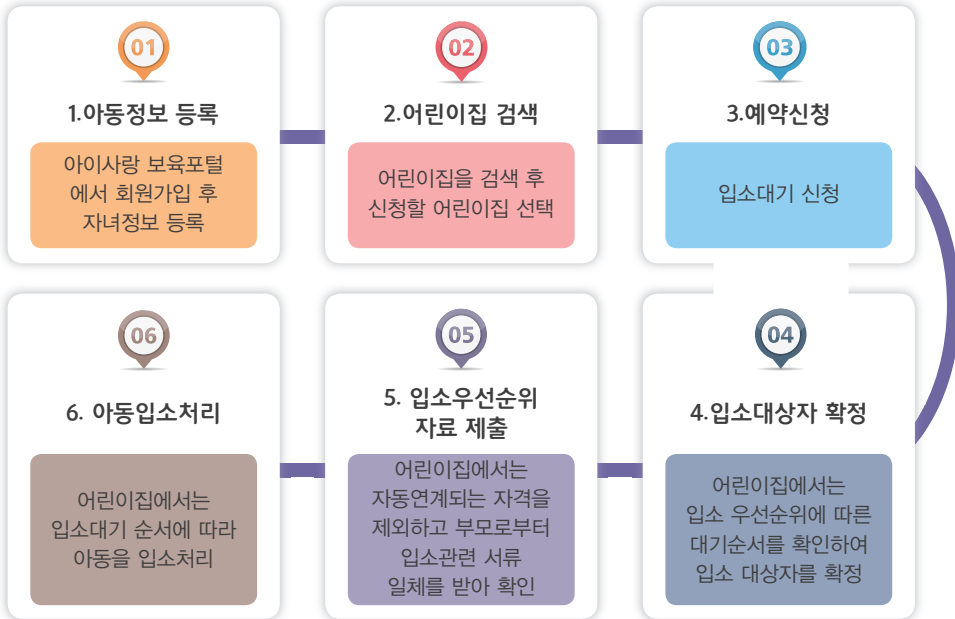 01
1.아동정보 등록
아이사랑 보육포털
에서 회원가입 후
자녀정보 등록
02
2.어린이집 검색
어린이집을 검색 후
신청할 어린이집 선택
03
3.예약신청
입소대기 신청
04
4.입소대상자 확정
어린이집에서는
입소 우선순위에 따른
대기순서를 확인하여
입소 대상자를 확정
05
5. 입소우선순위
자료 제출
어린이집에서는
자동연계되는 자격을
제외하고 부모로부터
입소관련 서류
일체를 받아 확인
06
6. 아동입소처리
어린이집에서는
입소대기 순서에 따라
아동을 입소처리